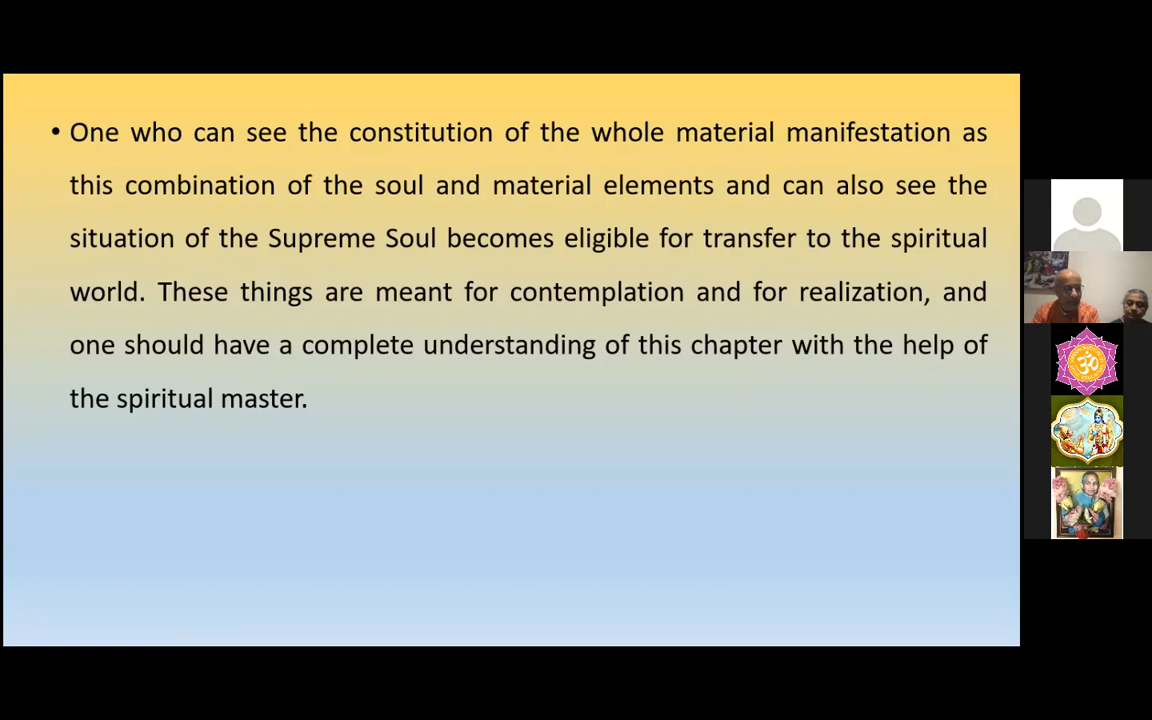 • One who can see the constitution of the whole material manifestation as
this combination of the soul and material elements and can also see the
situation of the Supreme Soul becomes eligible for transfer to the spiritual
world. These things are meant for contemplation and for realization, and
one should have a complete understanding of this chapter with the help of
the spiritual master.
ॐ